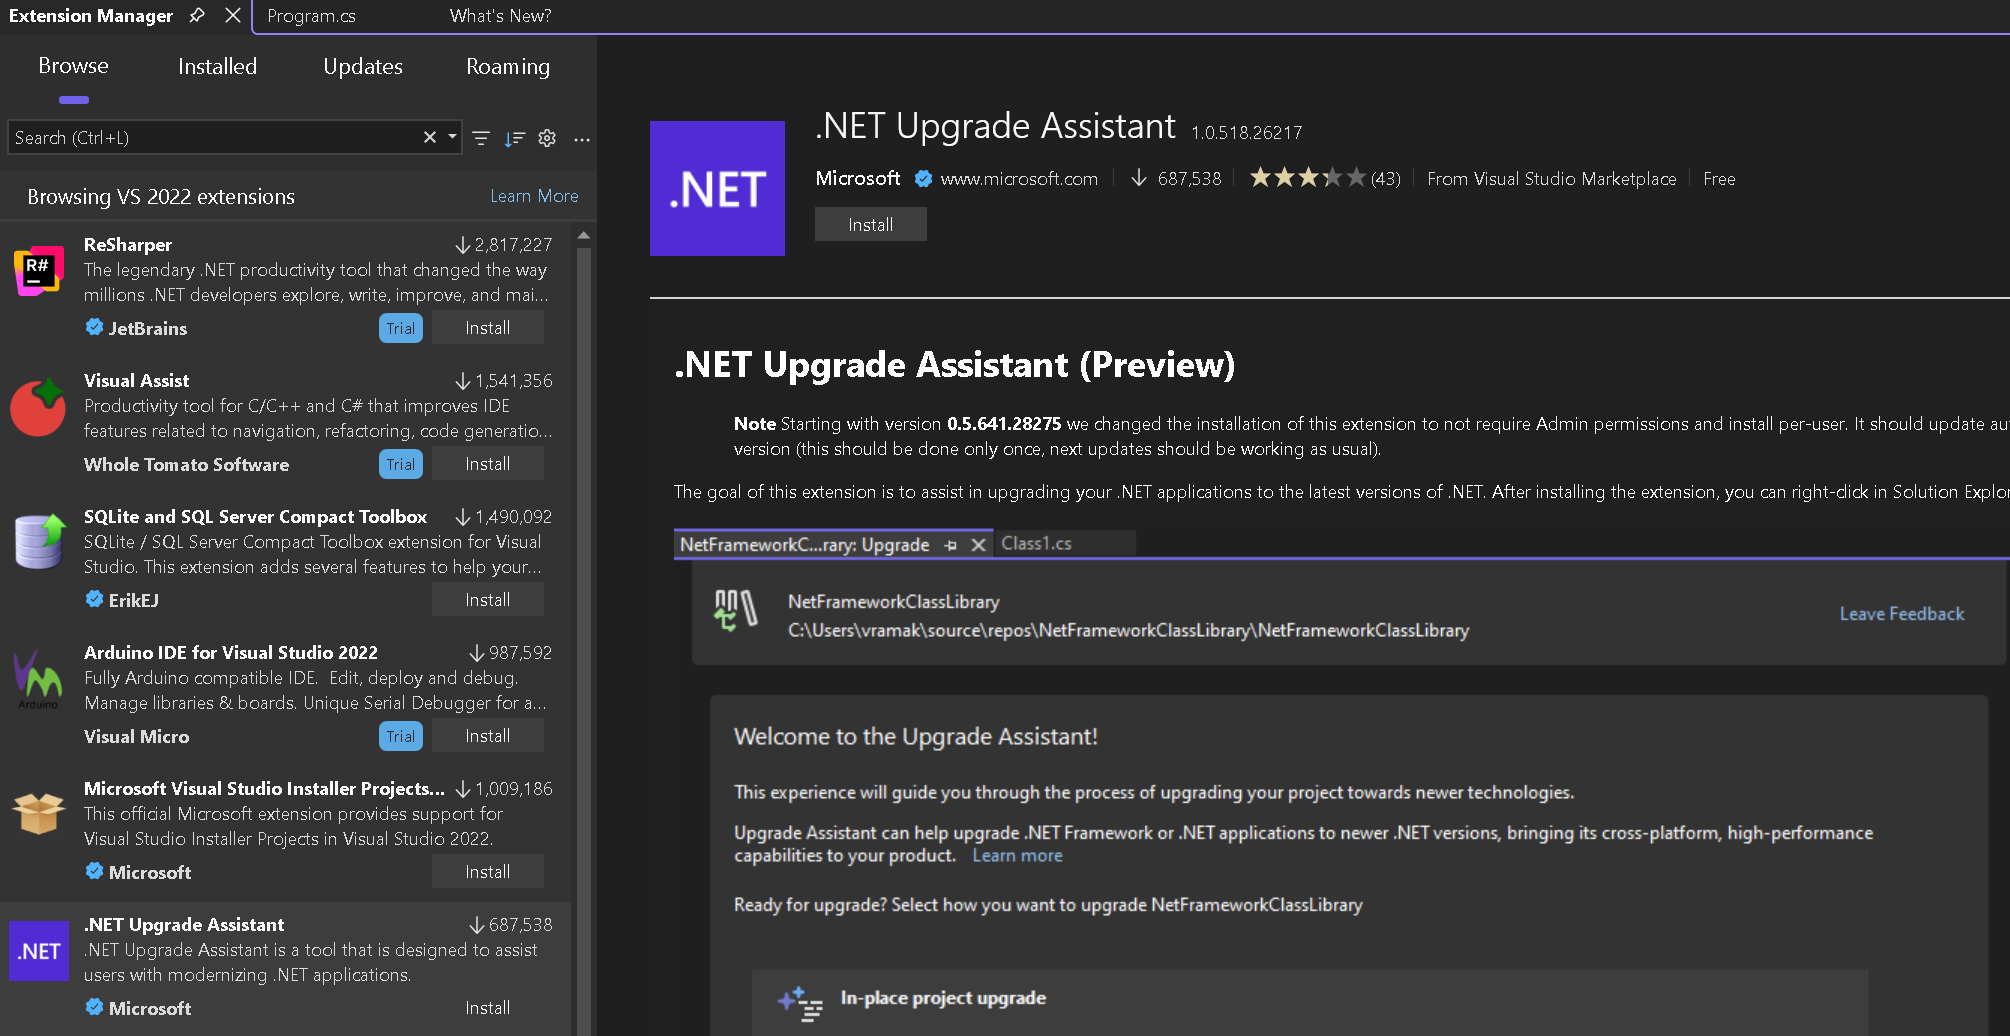 Extension Manager
Program.cs
What's New?
Browse
Installed
Updates
Roaming
Search (Ctrl+L)
Browsing VS 2022 extensions
Learn More
R#
ReSharper
2,817,227
The legendary .NET productivity tool that changed the way
millions .NET developers explore, write, improve, and mai...
JetBrains
Trial
Install
Visual Assist
1,541,356
Productivity tool for C/C++ and C# that improves IDE
features related to navigation, refactoring, code generatio...
Whole Tomato Software
Trial
Install
SQLite and SQL Server Compact Toolbox
1,490,092
SQLite / SQL Server Compact Toolbox extension for Visual
Studio. This extension adds several features to help your...
ErikEJ
Install
Arduino IDE for Visual Studio 2022
987,592
Fully Arduino compatible IDE.  Edit, deploy and debug.
Manage libraries & boards. Unique Serial Debugger for a...
Arduino
Visual Micro
Trial
Install
Microsoft Visual Studio Installer Projects...
1,009,186
This official Microsoft extension provides support for
Visual Studio Installer Projects in Visual Studio 2022.
Microsoft
Install
.NET
.NET Upgrade Assistant
687,538
.NET Upgrade Assistant is a tool that is designed to assist
users with modernizing .NET applications.
Microsoft
Install
.NET
.NET Upgrade Assistant 1.0.518.26217
Microsoft
www.microsoft.com
687,538
(43)
From Visual Studio Marketplace
Free
Install
.NET Upgrade Assistant (Preview)
Note Starting with version 0.5.641.28275 we changed the installation of this extension to not require Admin permissions and install per-user. It should update au
version (this should be done only once, next updates should be working as usual).
The goal of this extension is to assist in upgrading your .NET applications to the latest versions of .NET. After installing the extension, you can right-click in Solution Explor
NetFrameworkC...rary: Upgrade
Class1.cs
NetFrameworkClassLibrary
C:\Users\vramak\source\repos\NetFrameworkClassLibrary\NetFrameworkClassLibrary
Leave Feedback
Welcome to the Upgrade Assistant!
This experience will guide you through the process of upgrading your project towards newer technologies.
Upgrade Assistant can help upgrade .NET Framework or .NET applications to newer .NET versions, bringing its cross-platform, high-performance
capabilities to your product. Learn more
Ready for upgrade? Select how you want to upgrade NetFrameworkClassLibrary
In-place project upgrade